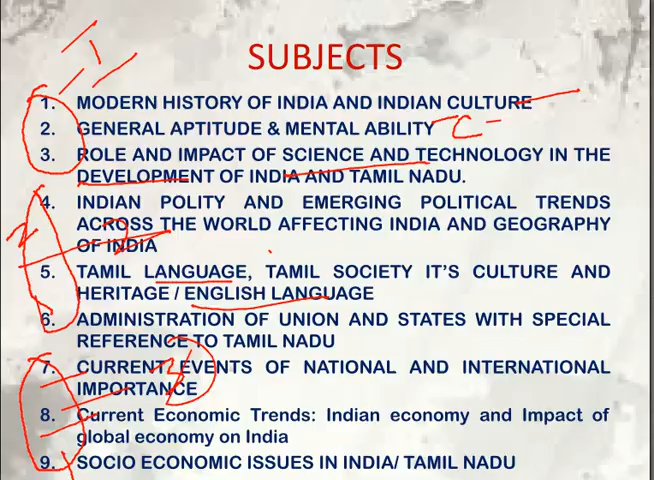 SUBJECTS
1. MODERN HISTORY OF INDIA AND INDIAN CULTURE
2. GENERAL APTITUDE & MENTAL ABILITY
3. ROLE AND IMPACT OF SCIENCE AND TECHNOLOGY IN THE
DEVELOPMENT OF INDIA AND TAMIL NADU.
4. INDIAN POLITY AND EMERGING POLITICAL TRENDS
ACROSS THE WORLD AFFECTING INDIA AND GEOGRAPHY
OF INDIA
5. TAMIL LANGUAGE, TAMIL SOCIETY IT'S CULTURE AND
HERITAGE / ENGLISH LANGUAGE
6. ADMINISTRATION OF UNION AND STATES WITH SPECIAL
REFERENCE TO TAMIL NADU
7. CURRENT EVENTS OF NATIONAL AND INTERNATIONAL
IMPORTANCE
8. Current Economic Trends: Indian economy and Impact of
global economy on India
9. SOCIO ECONOMIC ISSUES IN INDIA/ TAMIL NADU